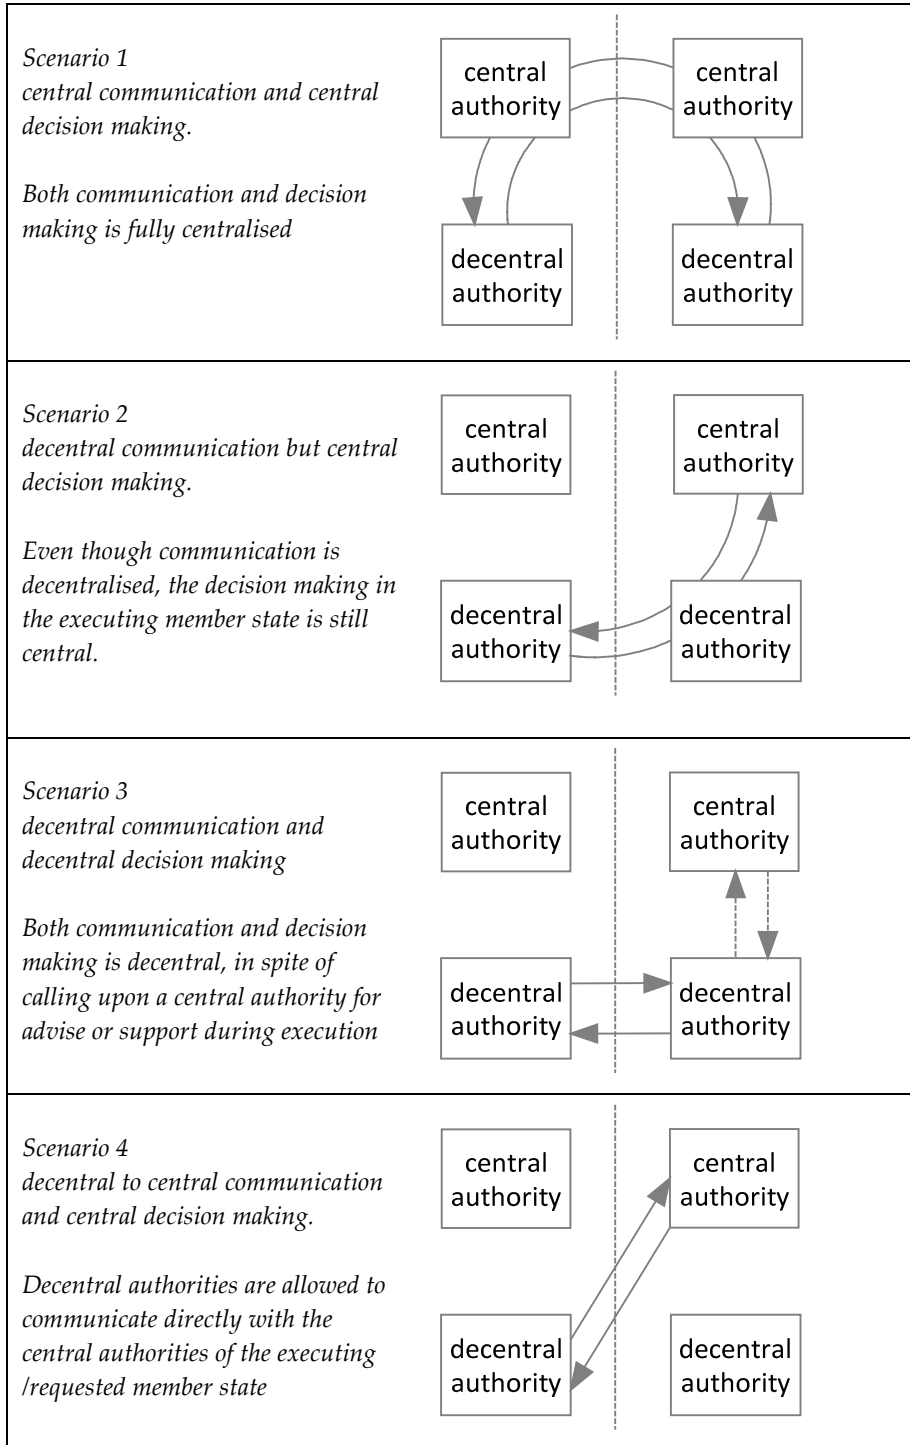 Scenario 1
central communication and central
decision making.
Both communication and decision
making is fully centralised
central
authority
central
authority
decentral
authority
decentral
authority
Scenario 2
decentral communication but central
decision making.
Even though communication is
decentralised, the decision making in
the executing member state is still
central.
central
authority
central
authority
decentral
authority
decentral
authority
Scenario 3
decentral communication and
decentral decision making
Both communication and decision
making is decentral, in spite of
calling upon a central authority for
advise or support during execution
central
authority
central
authority
decentral
authority
decentral
authority
Scenario 4
decentral to central communication
and central decision making.
Decentral authorities are allowed to
communicate directly with the
central authorities of the executing
/requested member state
central
authority
central
authority
decentral
authority
decentral
authority